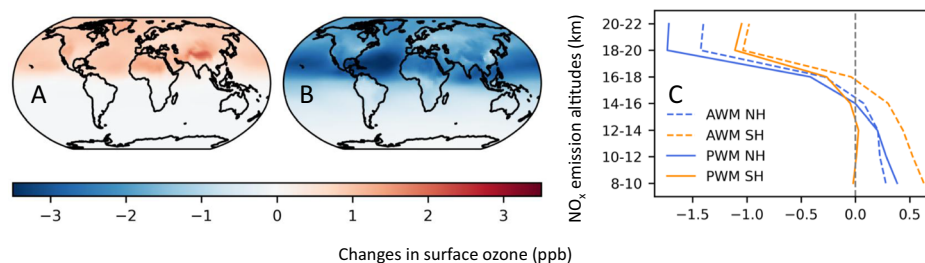 A
B
−3
−2
−1
0
1
2
3
Changes in surface ozone (ppb)
NOx emission altitudes (km)
20-22
18-20
16-18
14-16
12-14
10-12
8-10
C
AWM NH
AWM SH
PWM NH
PWM SH
−1.5
−1.0
−0.5
0.0
0.5